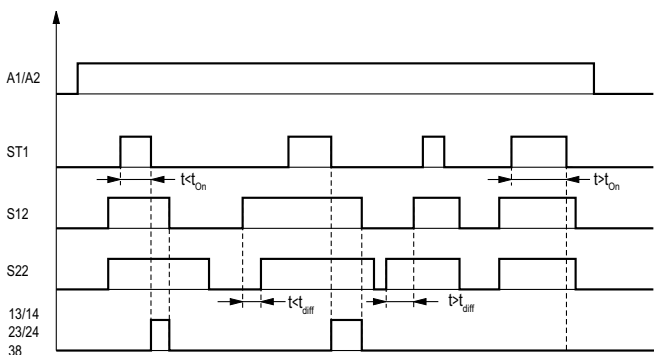 A1/A2
ST1
t<tOn
t>tOn
S12
S22
t<tdiff
t>tdiff
13/14
23/24
38